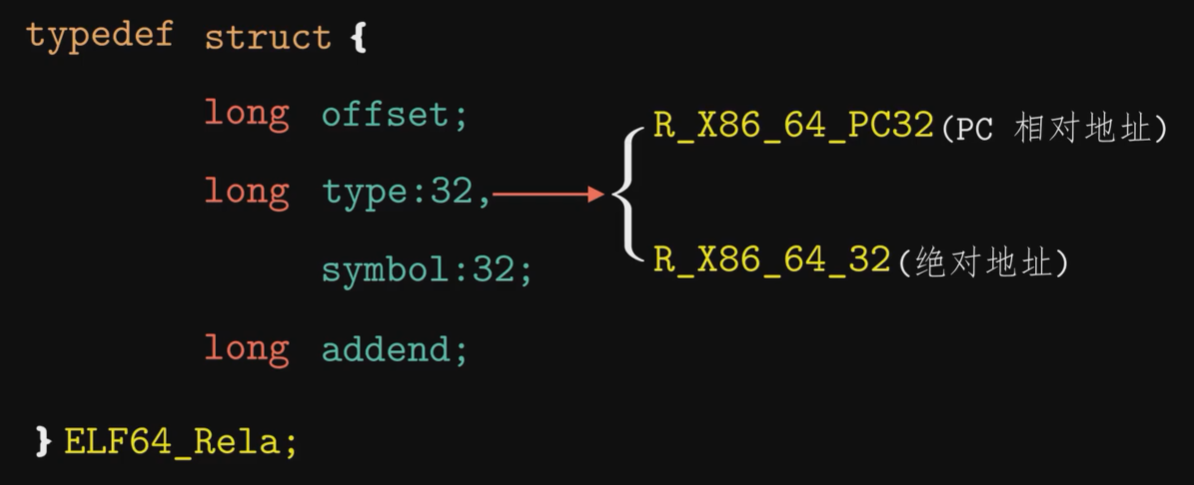 typedef struct {
long offset;
R_X86_64_PC32(PC 相对地址)
long type:32,
symbol:32;
R_X86_64_32(绝对地址)
long addend;
} ELF64_Rela;